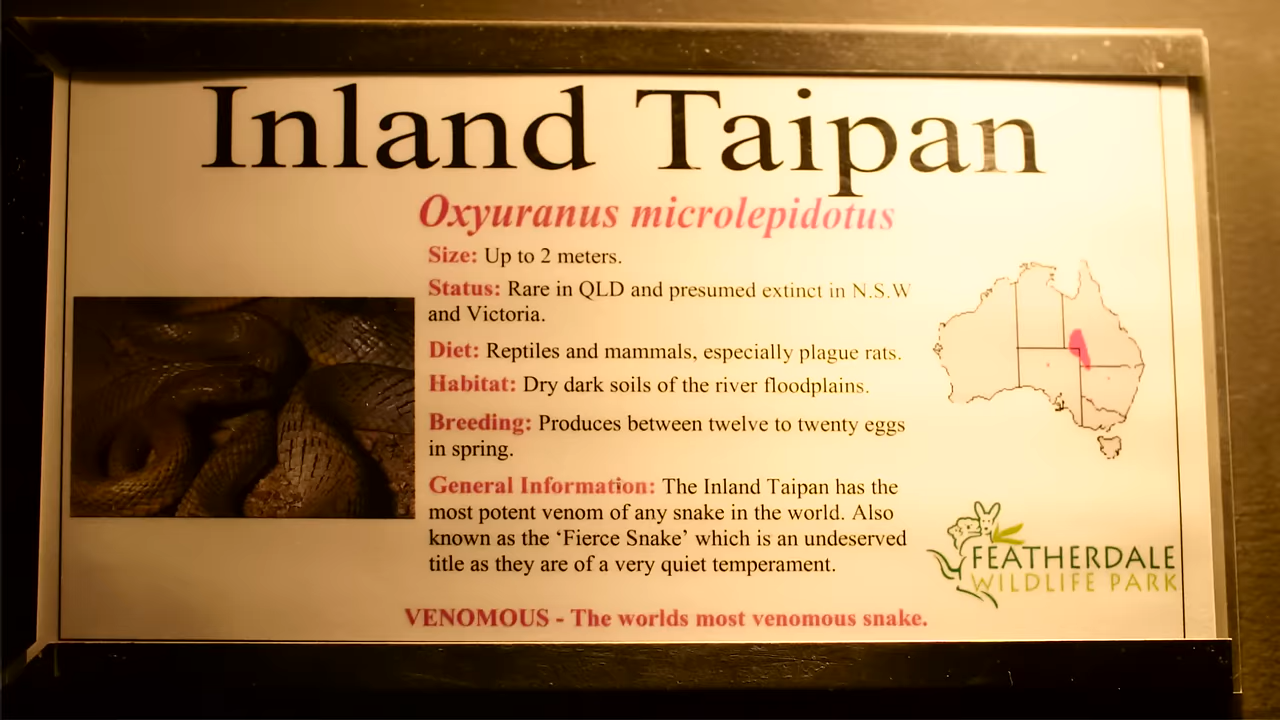 Inland Taipan
Oxyuranus microlepidotus
Size: Up to 2 meters.
Status: Rare in QLD and presumed extinct in N.S.W
and Victoria.
Diet: Reptiles and mammals, especially plague rats.
Habitat: Dry dark soils of the river floodplains.
Breeding: Produces between twelve to twenty eggs
in spring.
General Information: The Inland Taipan has the
most potent venom of any snake in the world. Also
known as the ‘Fierce Snake’ which is an undeserved
title as they are of a very quiet temperament.
FEATHERDALE
WILDLIFE PARK
VENOMOUS - The worlds most venomous snake.